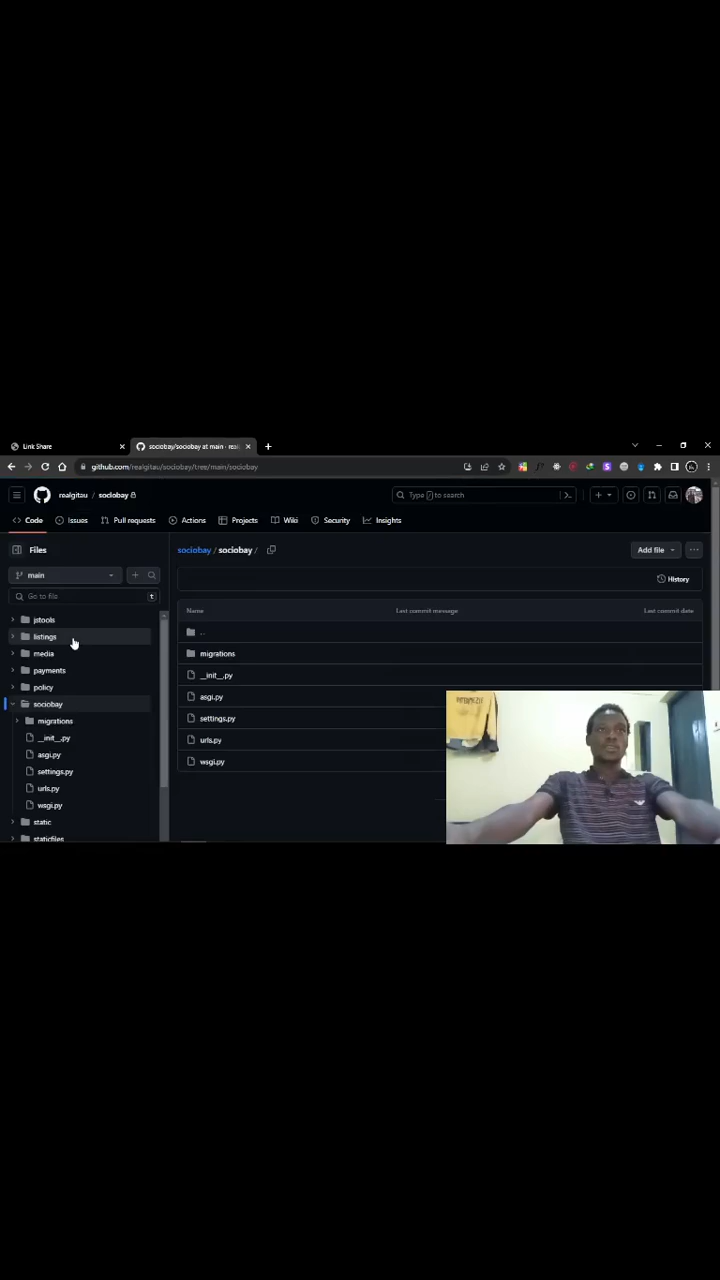 Link Share
sociobay/sociobay at main · real
github.com/realgitau/sociobay/tree/main/sociobay
realgitau / sociobay
Type / to search
Code Issues Pull requests Actions Projects Wiki Security Insights
Files
main
Go to file t
jstools
listings
media
payments
policy
sociobay
migrations
__init__.py
asgi.py
settings.py
urls.py
wsgi.py
static
staticfiles
sociobay / sociobay /
Add file
History
Name Last commit message Last commit date
..
migrations
__init__.py
asgi.py
settings.py
urls.py
wsgi.py